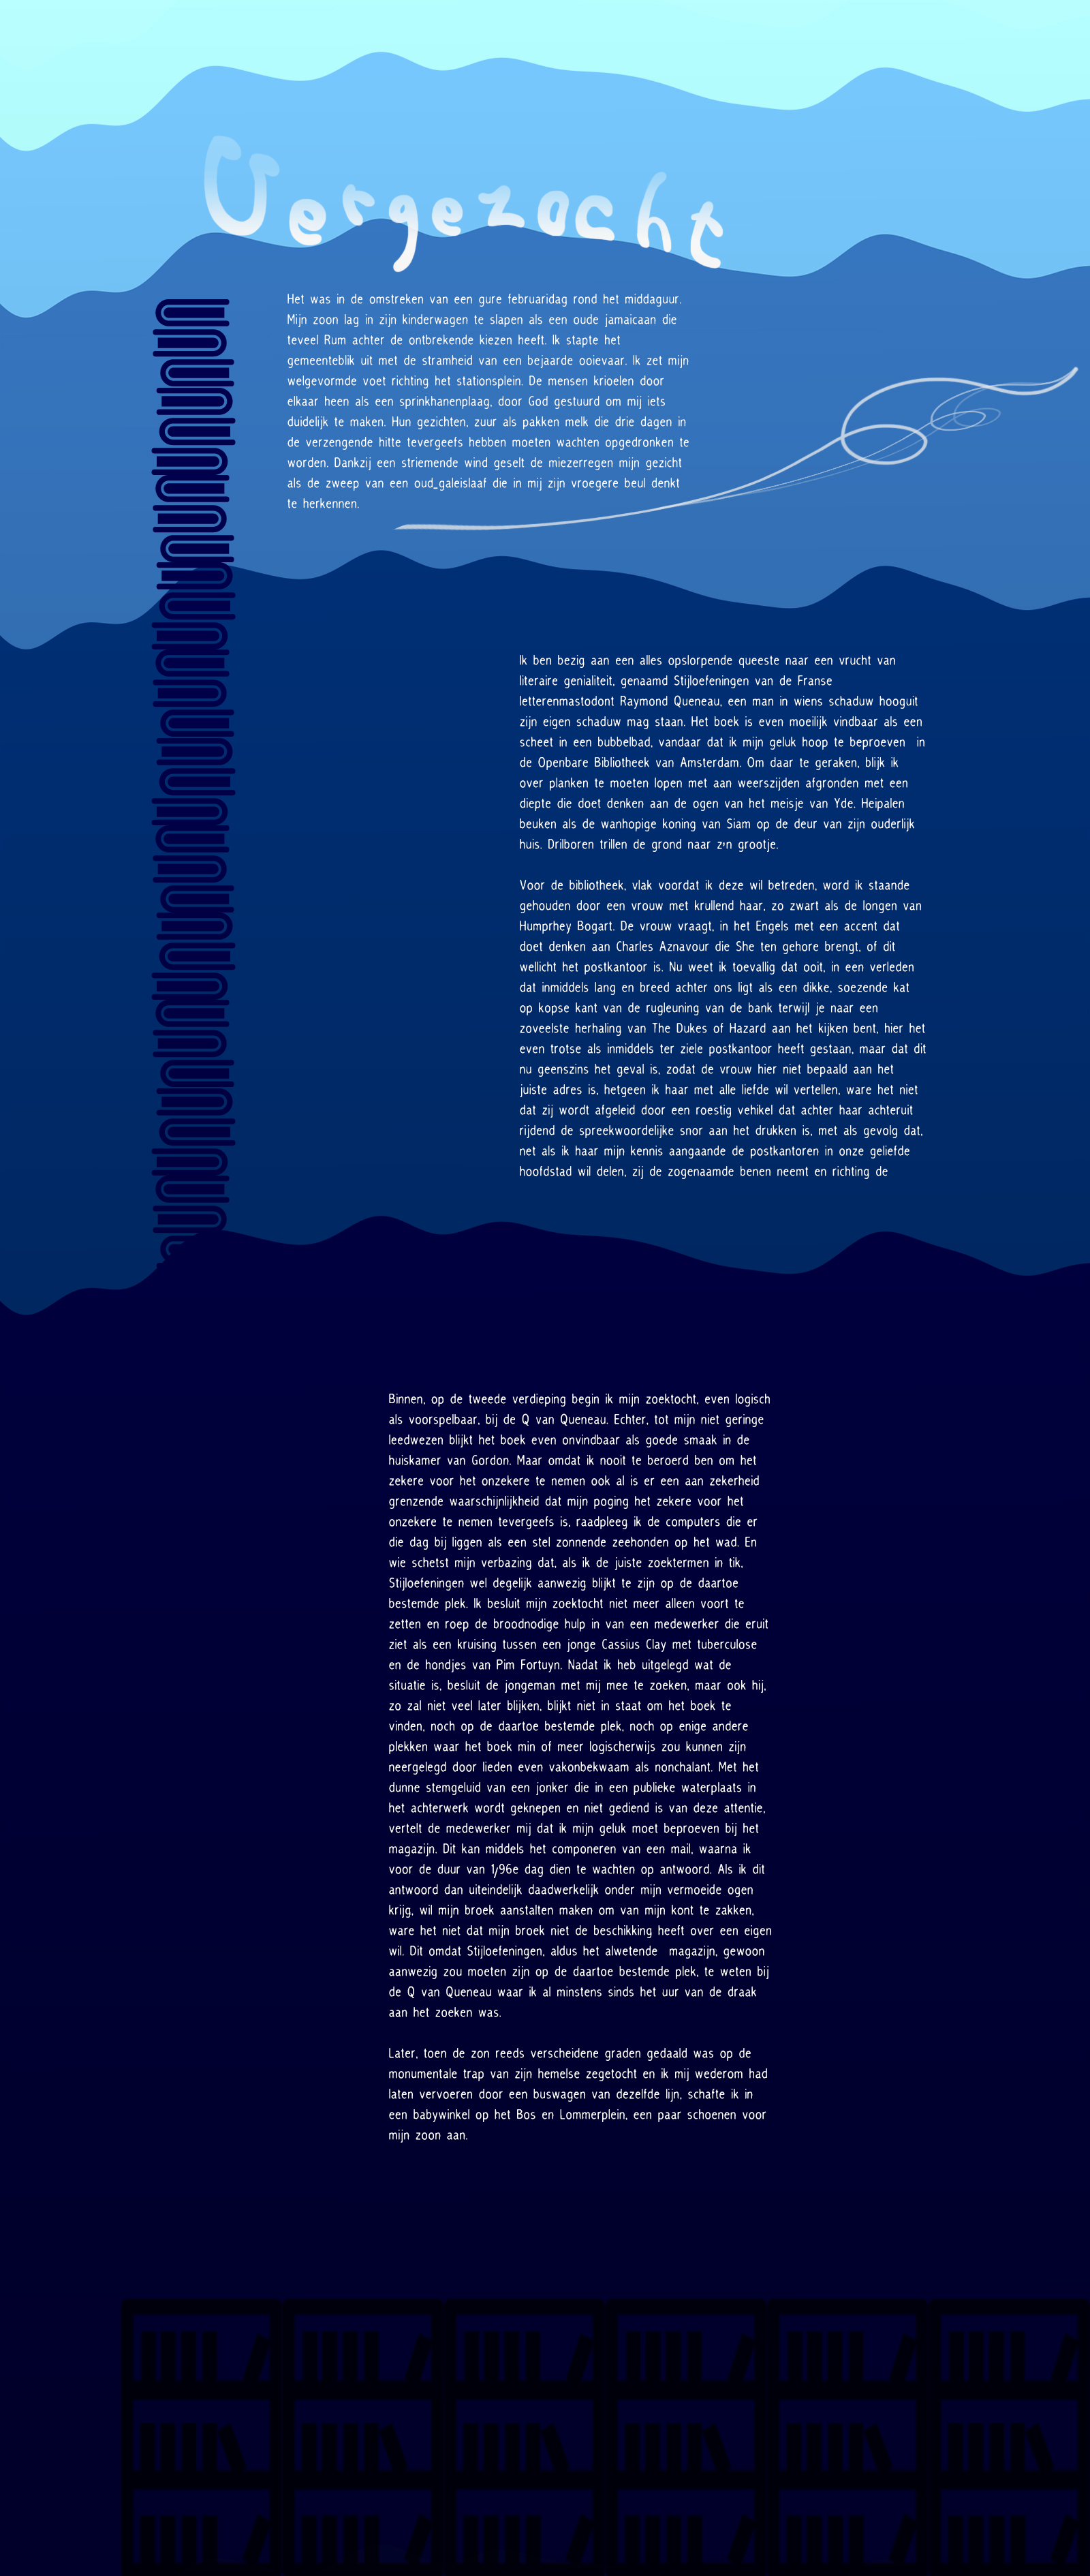 Vergezocht
Het was in de omstreken van een gure februaridag rond het middaguur.
Mijn zoon lag in zijn kinderwagen te slapen als een oude jamaicaan die
teveel Rum achter de ontbrekende kiezen heeft. Ik stapte het
gemeenteblik uit met de stramheid van een bejaarde ooievaar. Ik zet mijn
welgevormde voet richting het stationsplein. De mensen krioelen door
elkaar heen als een sprinkhanenplaag, door God gestuurd om mij iets
duidelijk te maken. Hun gezichten, zuur als pakken melk die drie dagen in
de verzengende hitte tevergeefs hebben moeten wachten opgedronken te
worden. Dankzij een striemende wind geselt de miezerregen mijn gezicht
als de zweep van een oud_galeislaaf die in mij zijn vroegere beul denkt
te herkennen.
Ik ben bezig aan een alles opslorpende queeste naar een vrucht van
literaire genialiteit, genaamd Stijloefeningen van de Franse
letterenmastodont Raymond Queneau, een man in wiens schaduw hooguit
zijn eigen schaduw mag staan. Het boek is even moeilijk vindbaar als een
scheet in een bubbelbad, vandaar dat ik mijn geluk hoop te beproeven in
de Openbare Bibliotheek van Amsterdam. Om daar te geraken, blijk ik
over planken te moeten lopen met aan weerszijden afgronden met een
diepte die doet denken aan de ogen van het meisje van Yde. Heipalen
beuken als de wanhopige koning van Siam op de deur van zijn ouderlijk
huis. Drilboren trillen de grond naar z'n grootje.
Voor de bibliotheek, vlak voordat ik deze wil betreden, word ik staande
gehouden door een vrouw met krullend haar, zo zwart als de longen van
Humprhey Bogart. De vrouw vraagt, in het Engels met een accent dat
doet denken aan Charles Aznavour die She ten gehore brengt, of dit
wellicht het postkantoor is. Nu weet ik toevallig dat ooit, in een verleden
dat inmiddels lang en breed achter ons ligt als een dikke, soezende kat
op kopse kant van de rugleuning van de bank terwijl je naar een
zoveelste herhaling van The Dukes of Hazard aan het kijken bent, hier het
even trotse als inmiddels ter ziele postkantoor heeft gestaan, maar dat dit
nu geenszins het geval is, zodat de vrouw hier niet bepaald aan het
juiste adres is, hetgeen ik haar met alle liefde wil vertellen, ware het niet
dat zij wordt afgeleid door een roestig vehikel dat achter haar achteruit
rijdend de spreekwoordelijke snor aan het drukken is, met als gevolg dat,
net als ik haar mijn kennis aangaande de postkantoren in onze geliefde
hoofdstad wil delen, zij de zogenaamde benen neemt en richting de
Binnen, op de tweede verdieping begin ik mijn zoektocht, even logisch
als voorspelbaar, bij de Q van Queneau. Echter, tot mijn niet geringe
leedwezen blijkt het boek even onvindbaar als goede smaak in de
huiskamer van Gordon. Maar omdat ik nooit te beroerd ben om het
zekere voor het onzekere te nemen ook al is er een aan zekerheid
grenzende waarschijnlijkheid dat mijn poging het zekere voor het
onzekere te nemen tevergeefs is, raadpleeg ik de computers die er
die dag bij liggen als een stel zonnende zeehonden op het wad. En
wie schetst mijn verbazing dat, als ik de juiste zoektermen in tik,
Stijloefeningen wel degelijk aanwezig blijkt te zijn op de daartoe
bestemde plek. Ik besluit mijn zoektocht niet meer alleen voort te
zetten en roep de broodnodige hulp in van een medewerker die eruit
ziet als een kruising tussen een jonge Cassius Clay met tuberculose
en de hondjes van Pim Fortuyn. Nadat ik heb uitgelegd wat de
situatie is, besluit de jongeman met mij mee te zoeken, maar ook hij,
zo zal niet veel later blijken, blijkt niet in staat om het boek te
vinden, noch op de daartoe bestemde plek, noch op enige andere
plekken waar het boek min of meer logischerwijs zou kunnen zijn
neergelegd door lieden even vakonbekwaam als nonchalant. Met het
dunne stemgeluid van een jonker die in een publieke waterplaats in
het achterwerk wordt geknepen en niet gediend is van deze attentie,
vertelt de medewerker mij dat ik mijn geluk moet beproeven bij het
magazijn. Dit kan middels het componeren van een mail, waarna ik
voor de duur van 1/96e dag dien te wachten op antwoord. Als ik dit
antwoord dan uiteindelijk daadwerkelijk onder mijn vermoeide ogen
krijg, wil mijn broek aanstalten maken om van mijn kont te zakken,
ware het niet dat mijn broek niet de beschikking heeft over een eigen
wil. Dit omdat Stijloefeningen, aldus het alwetende magazijn, gewoon
aanwezig zou moeten zijn op de daartoe bestemde plek, te weten bij
de Q van Queneau waar ik al minstens sinds het uur van de draak
aan het zoeken was.
Later, toen de zon reeds verscheidene graden gedaald was op de
monumentale trap van zijn hemelse zegetocht en ik mij wederom had
laten vervoeren door een buswagen van dezelfde lijn, schafte ik in
een babywinkel op het Bos en Lommerplein, een paar schoenen voor
mijn zoon aan.